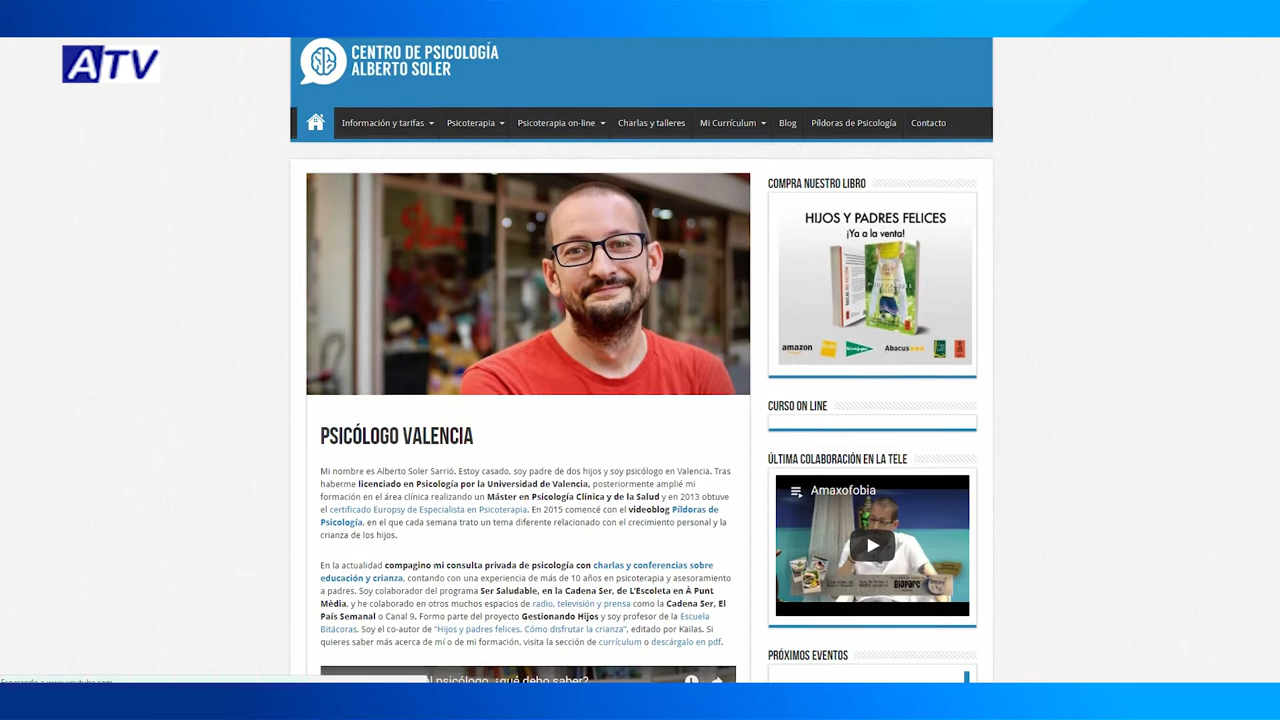 ATV
CENTRO DE PSICOLOGÍA
ALBERTO SOLER
Información y tarifas
Psicoterapia
Psicoterapia on-line
Charlas y talleres
Mi Currículum
Blog
Píldoras de Psicología
Contacto
PSICÓLOGO VALENCIA
Mi nombre es Alberto Soler Sarrió. Estoy casado, soy padre de dos hijos y soy psicólogo en Valencia. Tras
haberme licenciado en Psicología por la Universidad de Valencia, posteriormente amplié mi
formación en el área clínica realizando un Máster en Psicología Clínica y de la Salud y en 2013 obtuve
el certificado Europsy de Especialista en Psicoterapia. En 2015 comencé con el videoblog Píldoras de
Psicología, en el que cada semana trato un tema diferente relacionado con el crecimiento personal y la
crianza de los hijos.
En la actualidad compagino mi consulta privada de psicología con charlas y conferencias sobre
educación y crianza, contando con una experiencia de más de 10 años en psicoterapia y asesoramiento
a padres. Soy colaborador del programa Ser Saludable, en la Cadena Ser, de L'Escoleta en À Punt
Mèdia, y he colaborado en otros muchos espacios de radio, televisión y prensa como la Cadena Ser, El
País Semanal o Canal 9. Formo parte del proyecto Gestionando Hijos y soy profesor de la Escuela
Bitácoras. Soy el co-autor de "Hijos y padres felices. Cómo disfrutar la crianza", editado por Kailas. Si
quieres saber más acerca de mí o de mi formación, visita la sección de currículum o descárgalo en pdf.
psicólogo, ¿qué debo saber?
COMPRA NUESTRO LIBRO
HIJOS Y PADRES FELICES
¡Ya a la venta!
amazon
Abacus
CURSO ON LINE
ÚLTIMA COLABORACIÓN EN LA TELE
Amaxofobia
BIOPARC
PRÓXIMOS EVENTOS
Esperando a www.youtube.com